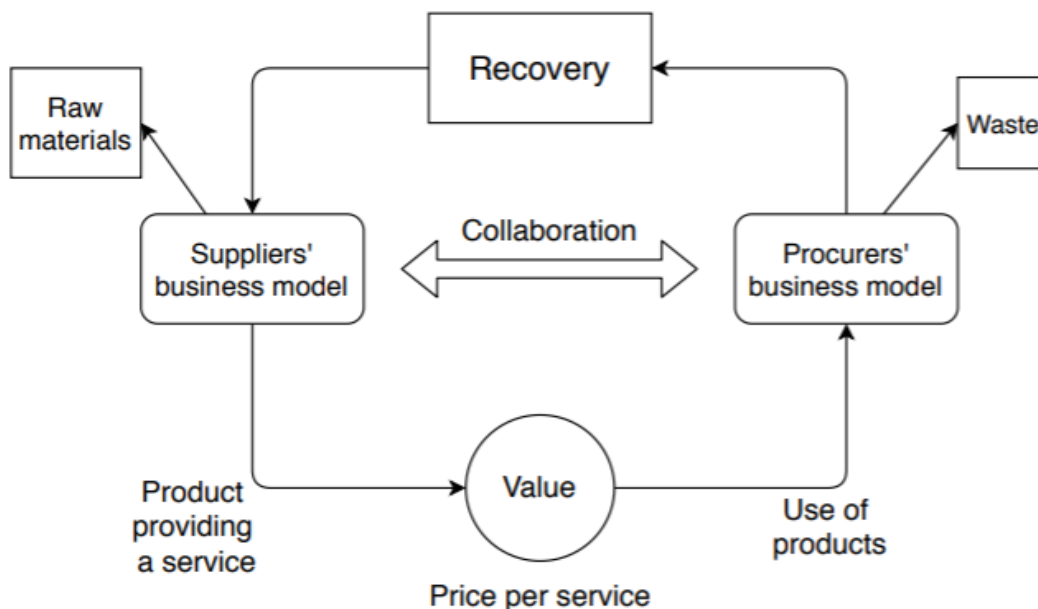 Recovery
Raw
materials
Waste
Suppliers'
business model
Collaboration
Procurers'
business model
Product
providing
a service
Value
Use of
products
Price per service